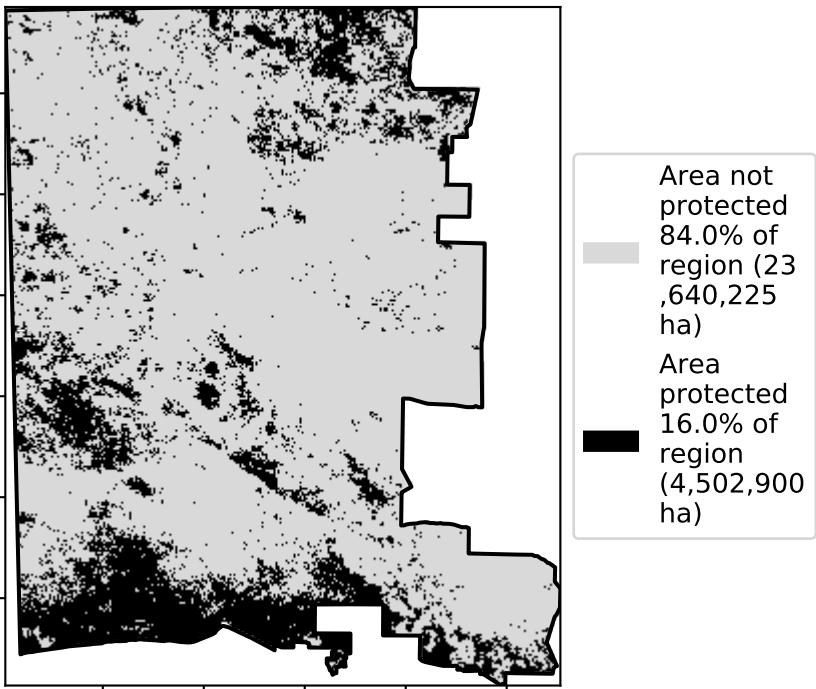 Area not
protected
84.0% of
region (23
,640,225
ha)
Area
protected
16.0% of
region
(4,502,900
ha)